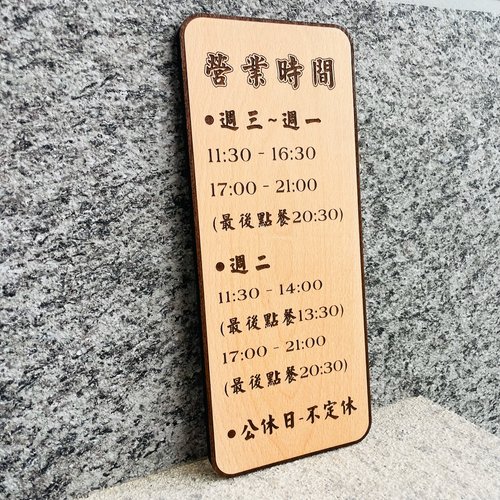 營業時間
●週三~週一
11:30 - 16:30
17:00 - 21:00
(最後點餐20:30)
●週二
11:30 - 14:00
(最後點餐13:30)
17:00 - 21:00
(最後點餐20:30)
●公休日-不定休